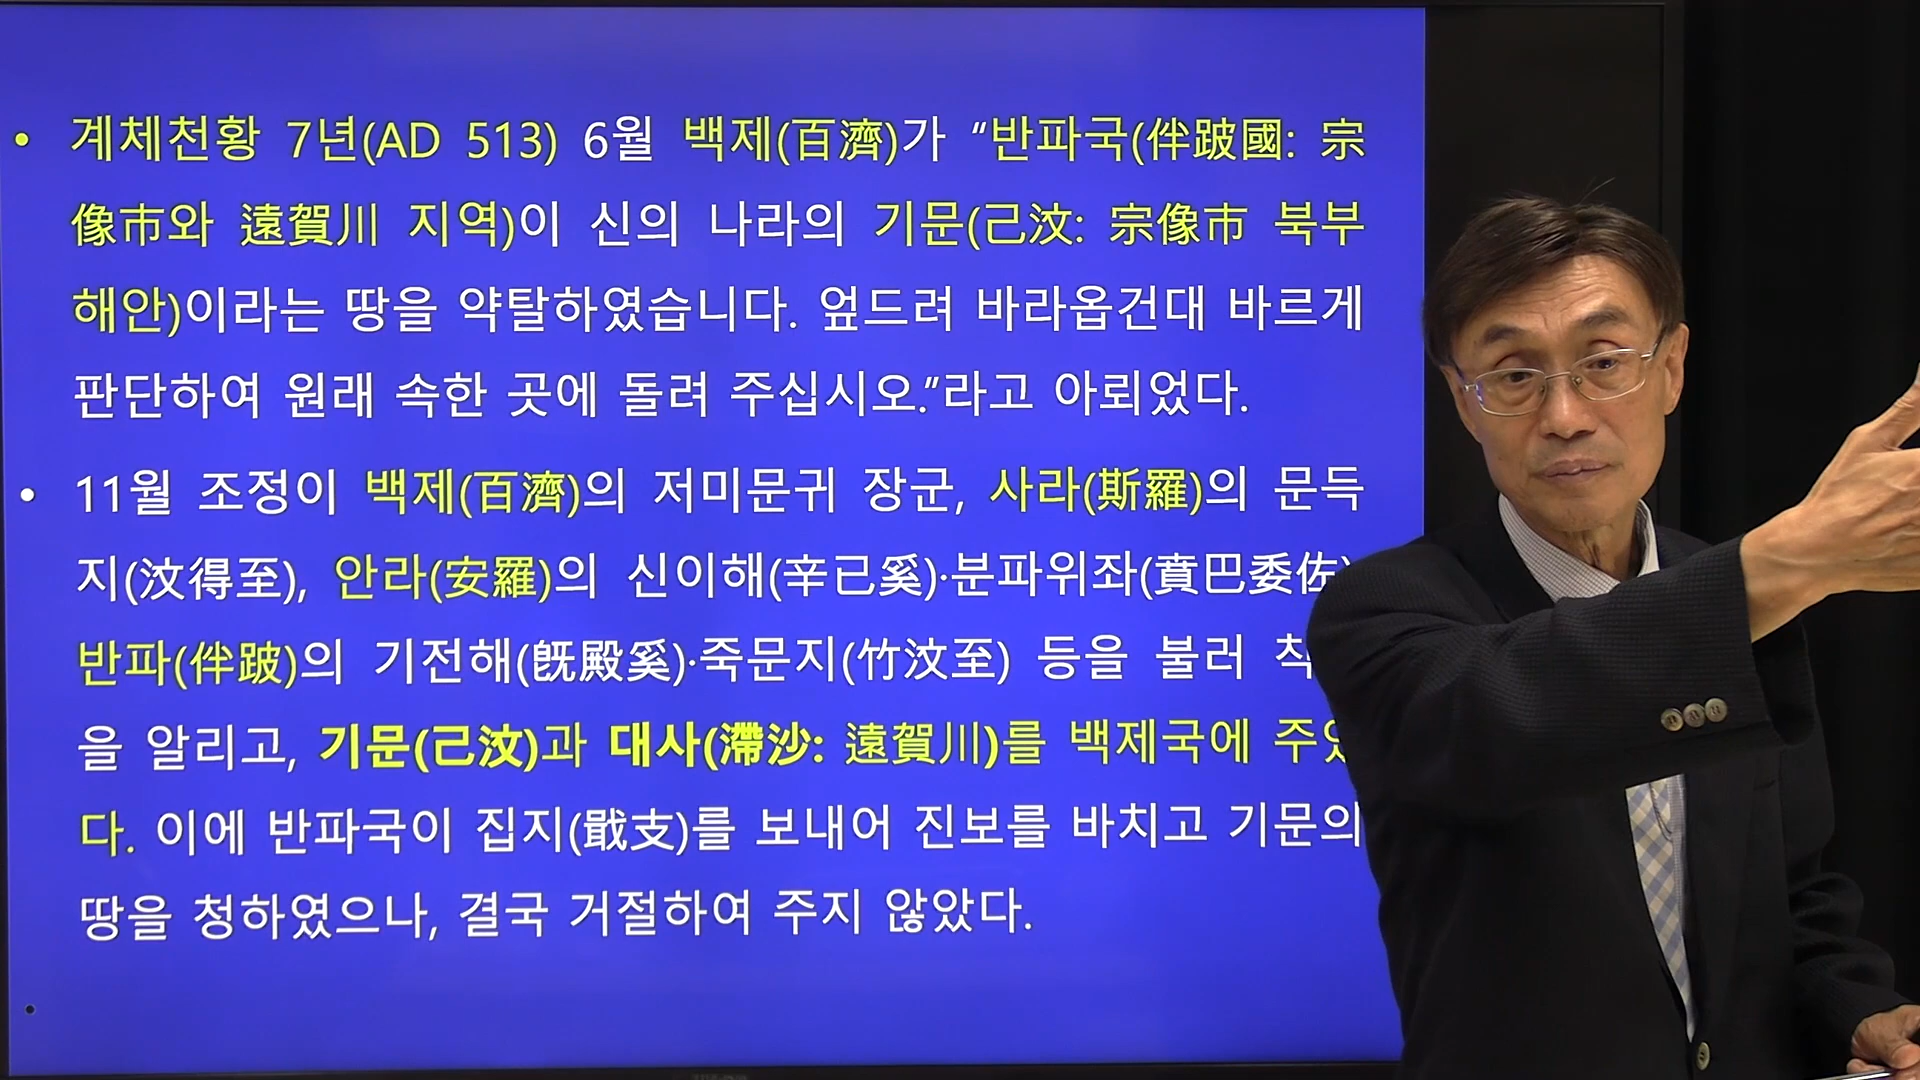 • 계체천황 7년(AD 513) 6월 백제(百濟)가 “반파국(伴跛國: 宗
像市와 遠賀川 지역)이 신의 나라의 기문(己汶: 宗像市 북부
해안)이라는 땅을 약탈하였습니다. 엎드려 바라옵건대 바르게
판단하여 원래 속한 곳에 돌려 주십시오.”라고 아뢰었다.
• 11월 조정이 백제(百濟)의 저미문귀 장군, 사라(斯羅)의 문득
지(汶得至), 안라(安羅)의 신이해(辛已奚)·분파위좌(賁巴委佐)
반파(伴跛)의 기전해(旣殿奚)·죽문지(竹汶至) 등을 불러 칙
을 알리고, 기문(己汶)과 대사(滯沙: 遠賀川)를 백제국에 주었
다. 이에 반파국이 집지(戢支)를 보내어 진보를 바치고 기문의
땅을 청하였으나, 결국 거절하여 주지 않았다.
•